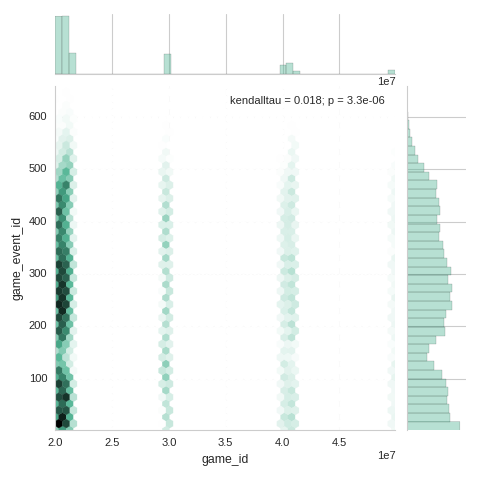 1e7
kendalltau = 0.018; p = 3.3e-06
600
500
400
300
200
100
game_event_id
2.0 2.5 3.0 3.5 4.0 4.5
1e7
game_id